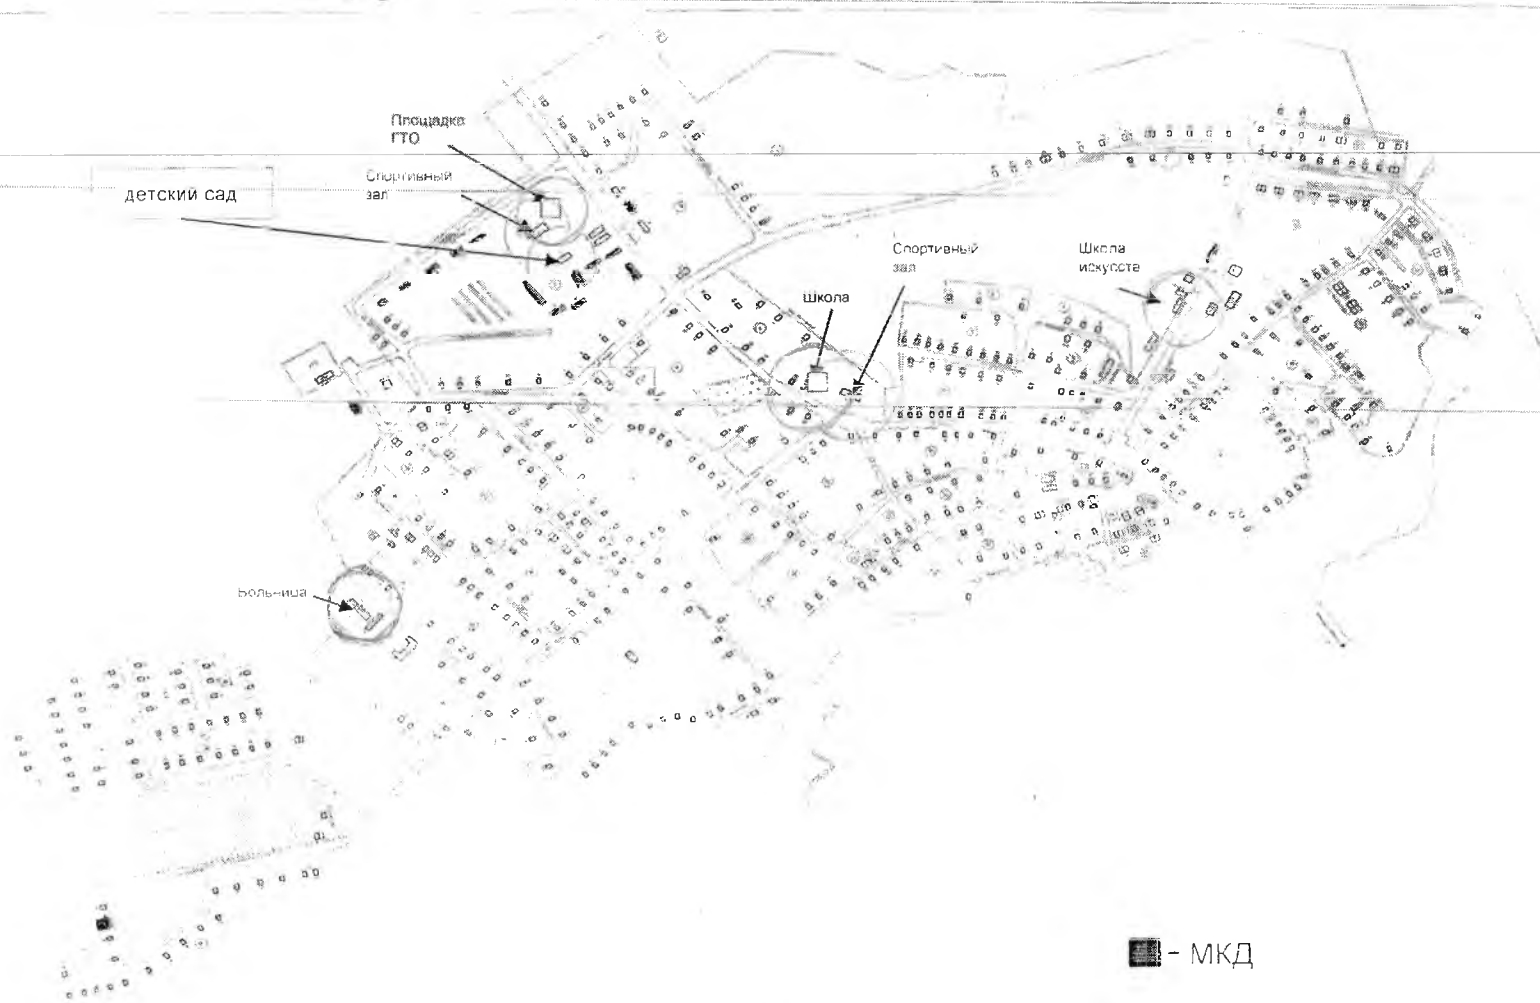 Площадка
ГТО
Спортивный
зал
детский сад
Спортивный
зал
Школа
искусств
Школа
Больница
- МКД